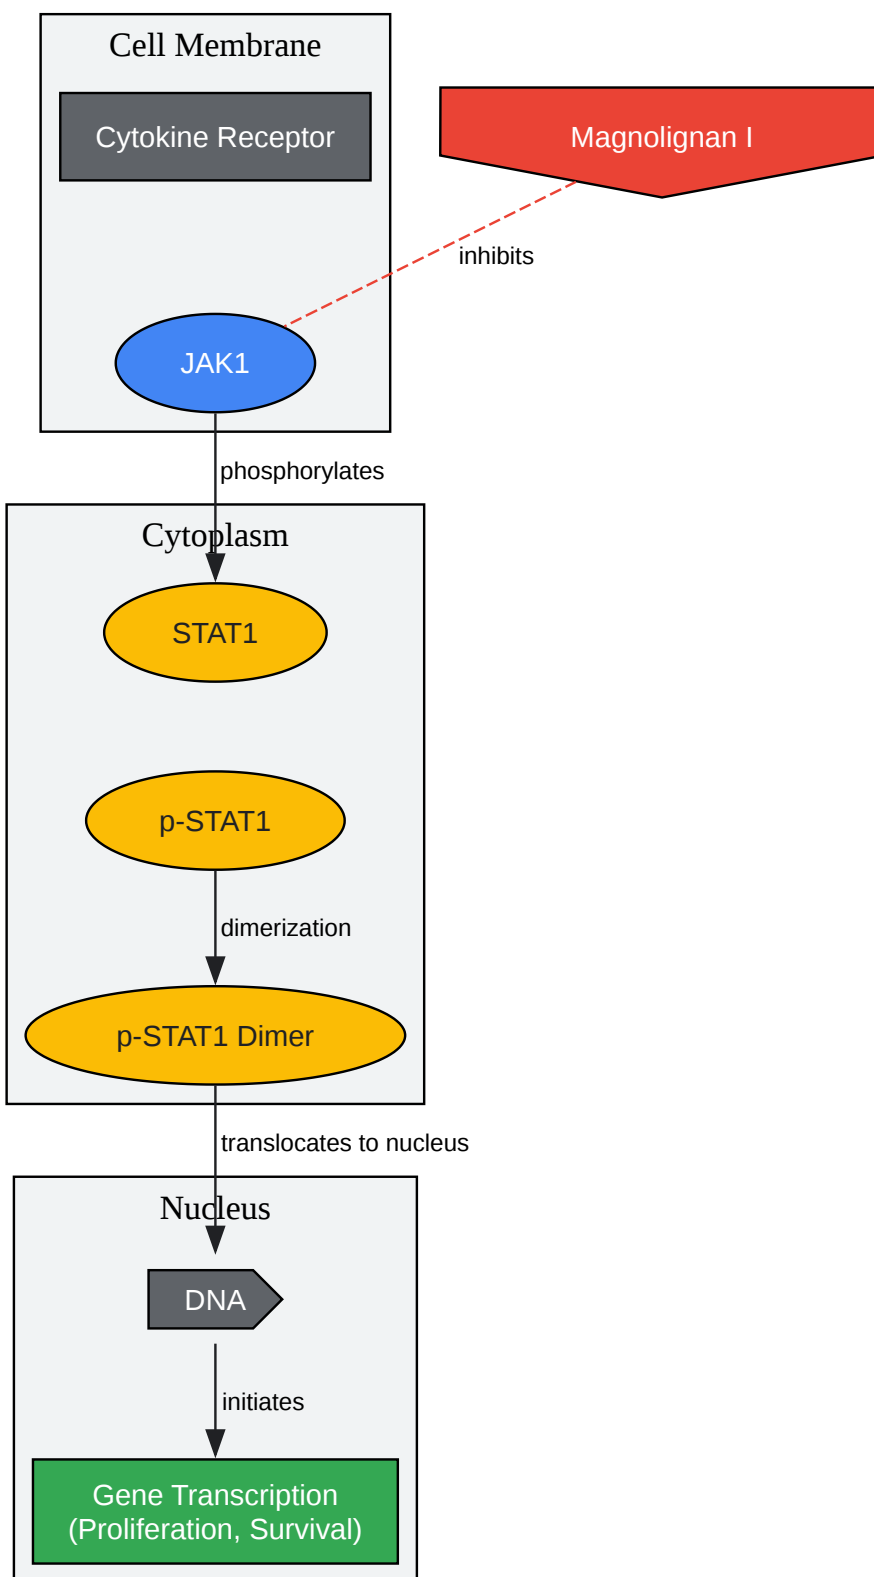 Cell Membrane
Cytokine Receptor
Magnolignan I
inhibits
JAK1
phosphorylates
Cytoplasm
STAT1
p-STAT1
dimerization
p-STAT1 Dimer
translocates to nucleus
Nucleus
DNA
initiates
Gene Transcription
(Proliferation, Survival)